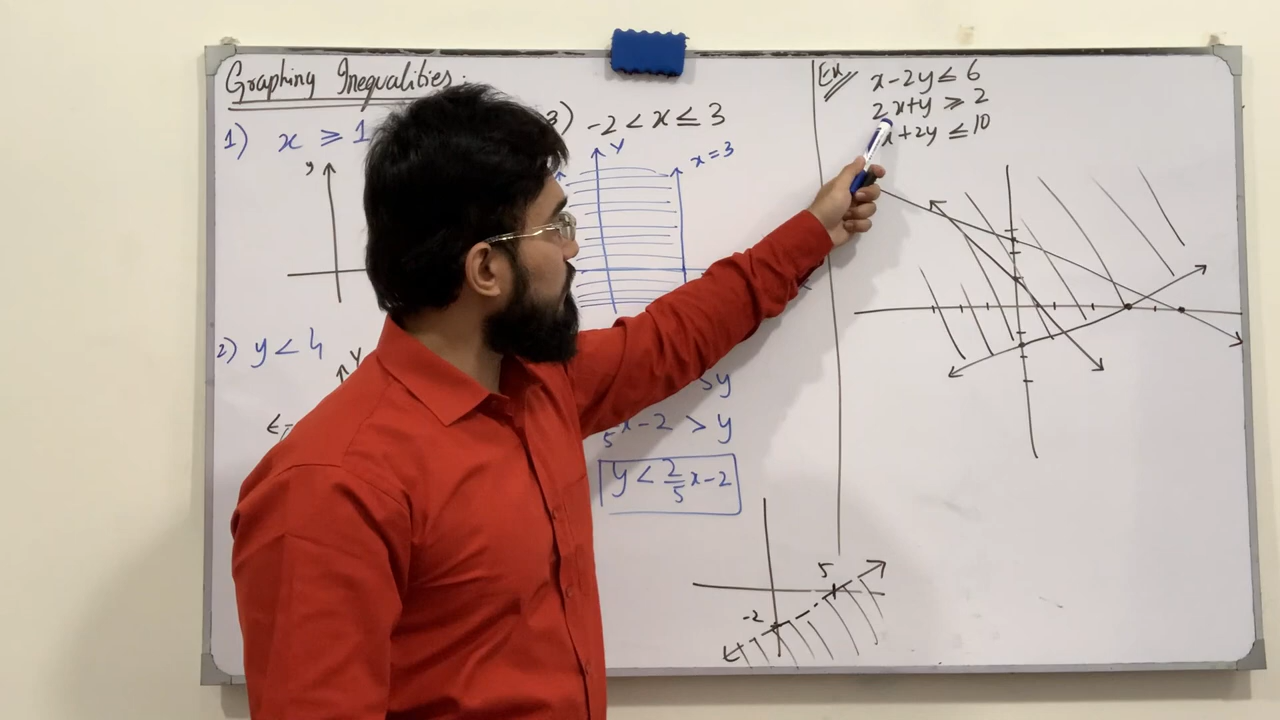 Graphing Inequalities:
1) x ≥ 1
y
3) -2 < x ≤ 3
y
x = 3
2) y < 4
y
5y
x - 2 > y
5
y < 2/5 x - 2
5
-2
Ex
x - 2y ≤ 6
2x + y ≥ 2
x + 2y ≤ 10